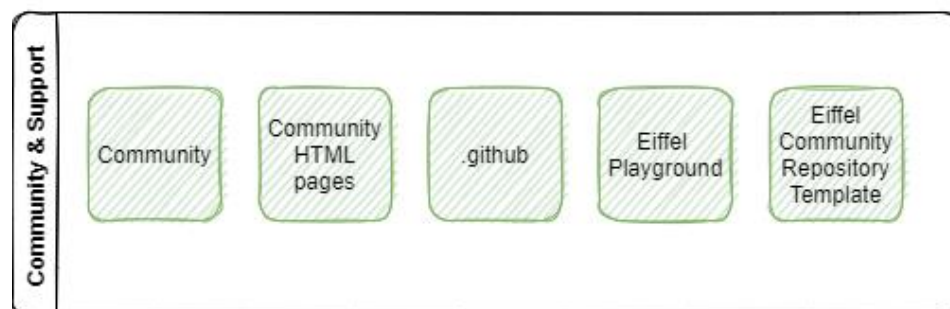 Community & Support
Community
Community
HTML
pages
.github
Eiffel
Playground
Eiffel
Community
Repository
Template